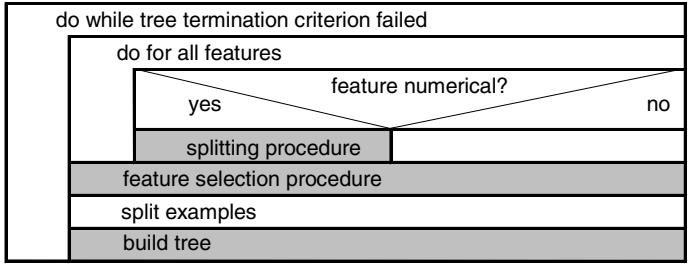 do while tree termination criterion failed
do for all features
feature numerical?
yes no
splitting procedure
feature selection procedure
split examples
build tree